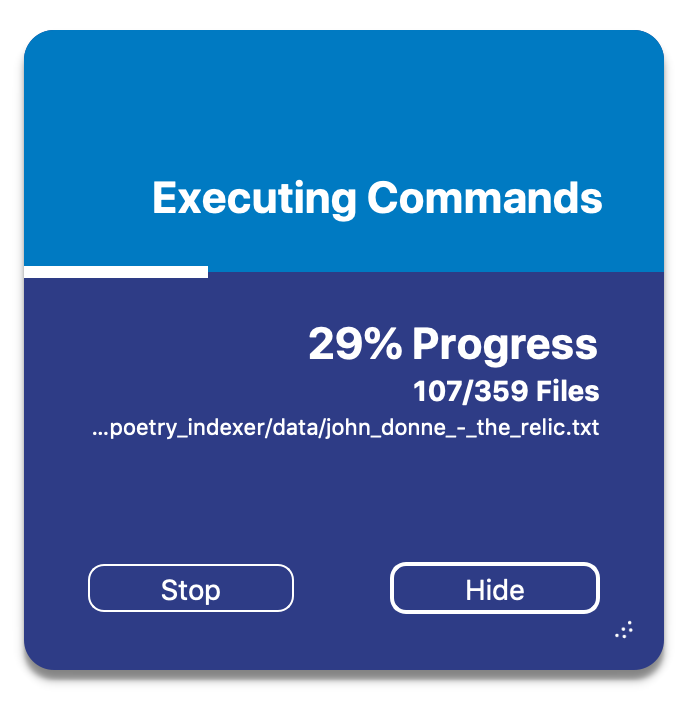 Executing Commands
29% Progress
107/359 Files
...poetry_indexer/data/john_donne_-_the_relic.txt
Stop
Hide